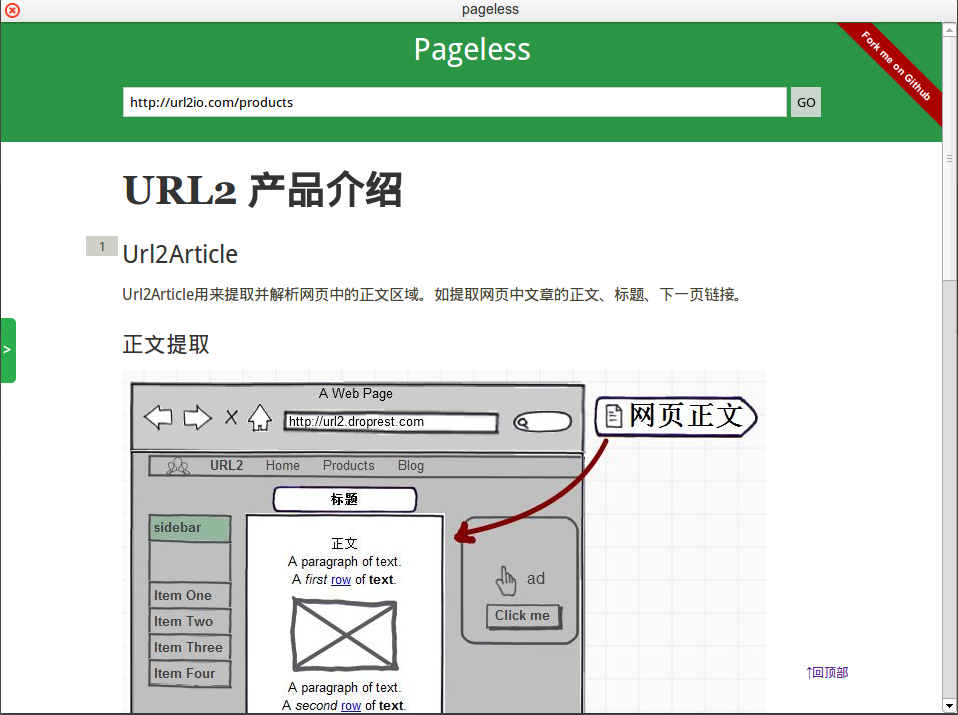 pageless
Pageless
Fork me on Github
http://url2io.com/products
GO
URL2 产品介绍
1
Url2Article
Url2Article用来提取并解析网页中的正文区域。如提取网页中文章的正文、标题、下一页链接。
>
正文提取
A Web Page
http://url2.droprest.com
网页正文
URL2 Home Products Blog
标题
sidebar
正文
A paragraph of text.
A first row of text.
ad
Click me
Item One
Item Two
Item Three
Item Four
A paragraph of text.
A second row of text.
↑回顶部